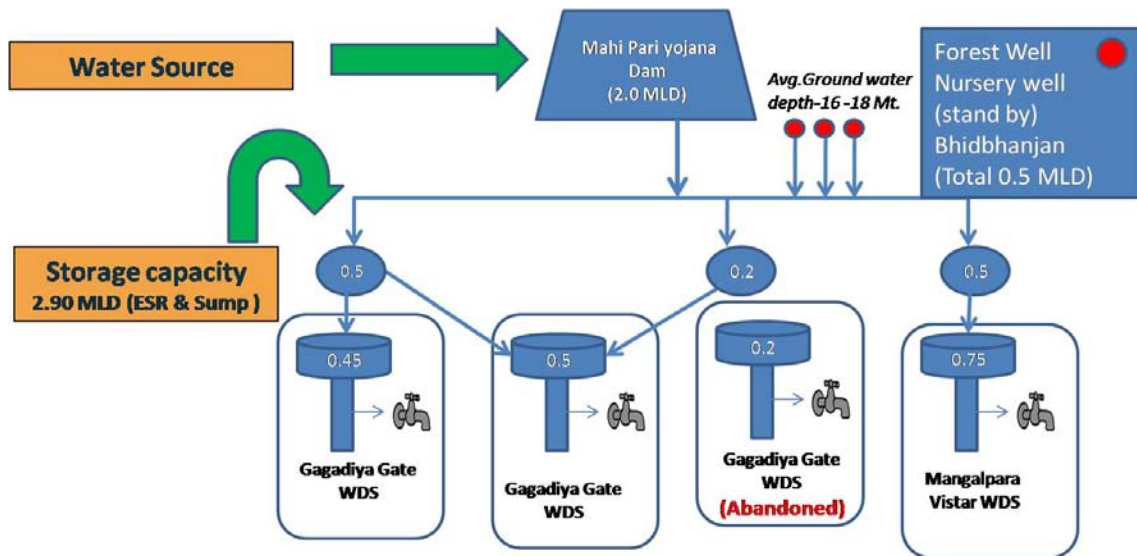 Water Source
Mahi Pari yojana
Dam
(2.0 MLD)
Avg.Ground water
depth-16 -18 Mt.
Forest Well
Nursery well
(stand by)
Bhidbhanjan
(Total 0.5 MLD)
Storage capacity
2.90 MLD (ESR & Sump )
0.5
0.2
0.5
0.45
0.5
0.2
0.75
Gagadiya Gate
WDS
Gagadiya Gate
WDS
Gagadiya Gate
WDS
(Abandoned)
Mangalpara
Vistar WDS